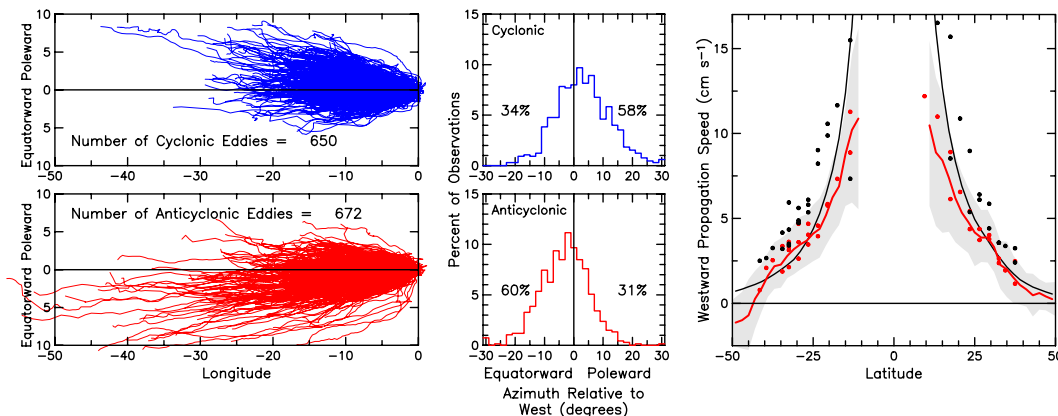 10
5
0
5
10
Equatorward Poleward
Number of Cyclonic Eddies = 650
−50 −40 −30 −20 −10 0
10
5
0
5
10
Equatorward Poleward
Number of Anticyclonic Eddies = 672
−50 −40 −30 −20 −10 0
Longitude
Percent of Observations
15
10
5
0
Cyclonic
34% 58%
−30 −20 −10 0 10 20 30
15
10
5
0
Anticyclonic
60% 31%
−30 −20 −10 0 10 20 30
Equatorward Poleward
Azimuth Relative to
West (degrees)
Westward Propagation Speed (cm s⁻¹)
15
10
5
0
−50 −25 0 25 50
Latitude